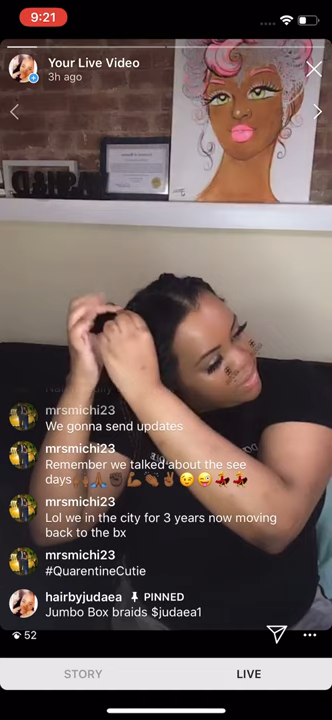 9:21
Your Live Video
3h ago
mrsmichi23
We gonna send updates
mrsmichi23
Remember we talked about the see
days🙏🏾🙏🏾✊🏾💪🏾👏🏾✌🏾😉😜💃🏾💃🏾
mrsmichi23
Lol we in the city for 3 years now moving
back to the bx
mrsmichi23
#QuarentineCutie
hairbyjudaea PINNED
Jumbo Box braids $judaea1
52
STORY LIVE